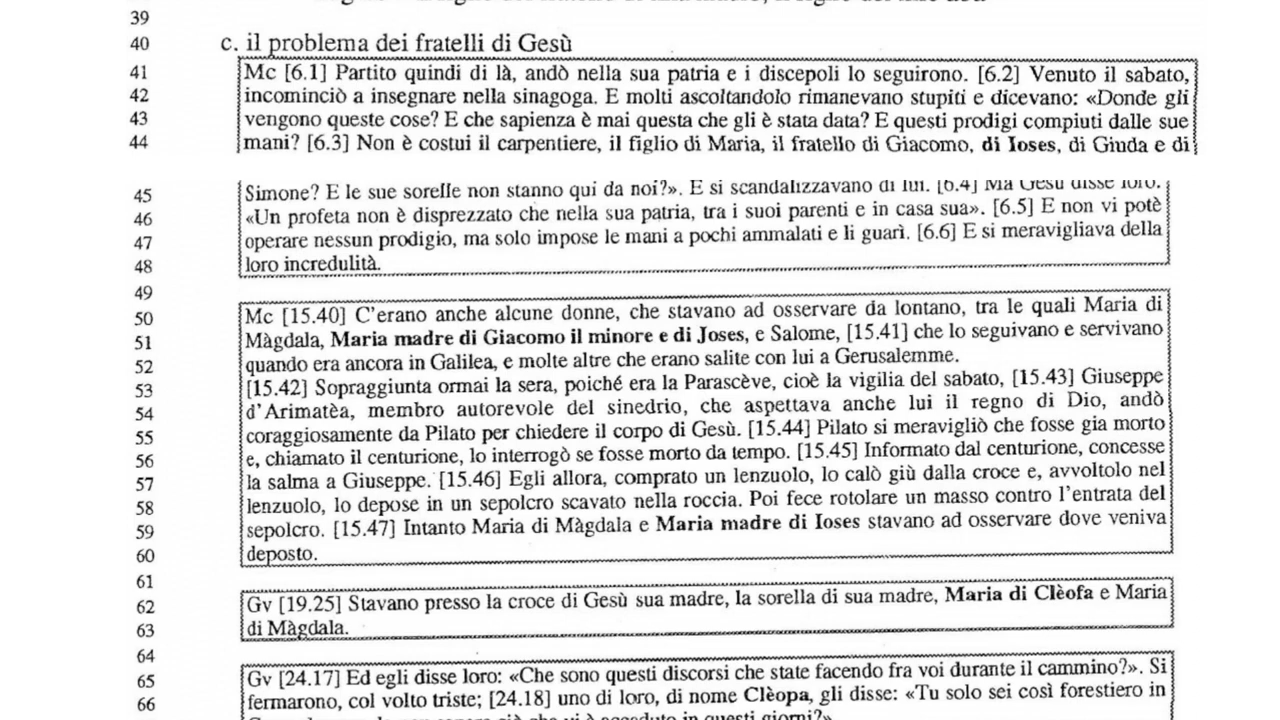 39
40 c. il problema dei fratelli di Gesù
41 Mc [6.1] Partito quindi di là, andò nella sua patria e i discepoli lo seguirono. [6.2] Venuto il sabato,
42 incominciò a insegnare nella sinagoga. E molti ascoltandolo rimanevano stupiti e dicevano: «Donde gli
43 vengono queste cose? E che sapienza è mai questa che gli è stata data? E questi prodigi compiuti dalle sue
44 mani? [6.3] Non è costui il carpentiere, il figlio di Maria, il fratello di Giacomo, di Ioses, di Giuda e di
45 Simone? E le sue sorelle non stanno qui da noi?». E si scandalizzavano di lui. [6.4] Ma Gesù disse loro:
46 «Un profeta non è disprezzato che nella sua patria, tra i suoi parenti e in casa sua». [6.5] E non vi potè
47 operare nessun prodigio, ma solo impose le mani a pochi ammalati e li guarì. [6.6] E si meravigliava della
48 loro incredulità.
49
50 Mc [15.40] C'erano anche alcune donne, che stavano ad osservare da lontano, tra le quali Maria di
51 Màgdala, Maria madre di Giacomo il minore e di Joses, e Salome, [15.41] che lo seguivano e servivano
52 quando era ancora in Galilea, e molte altre che erano salite con lui a Gerusalemme.
53 [15.42] Sopraggiunta ormai la sera, poiché era la Parascève, cioè la vigilia del sabato, [15.43] Giuseppe
54 d'Arimatèa, membro autorevole del sinedrio, che aspettava anche lui il regno di Dio, andò
55 coraggiosamente da Pilato per chiedere il corpo di Gesù. [15.44] Pilato si meravigliò che fosse gia morto
56 e, chiamato il centurione, lo interrogò se fosse morto da tempo. [15.45] Informato dal centurione, concesse
57 la salma a Giuseppe. [15.46] Egli allora, comprato un lenzuolo, lo calò giù dalla croce e, avvoltolo nel
58 lenzuolo, lo depose in un sepolcro scavato nella roccia. Poi fece rotolare un masso contro l'entrata del
59 sepolcro. [15.47] Intanto Maria di Màgdala e Maria madre di Ioses stavano ad osservare dove veniva
60 deposto.
61
62 Gv [19.25] Stavano presso la croce di Gesù sua madre, la sorella di sua madre, Maria di Clèofa e Maria
63 di Màgdala.
64
65 Gv [24.17] Ed egli disse loro: «Che sono questi discorsi che state facendo fra voi durante il cammino?». Si
66 fermarono, col volto triste; [24.18] uno di loro, di nome Clèopa, gli disse: «Tu solo sei così forestiero in
in questi giorni?»